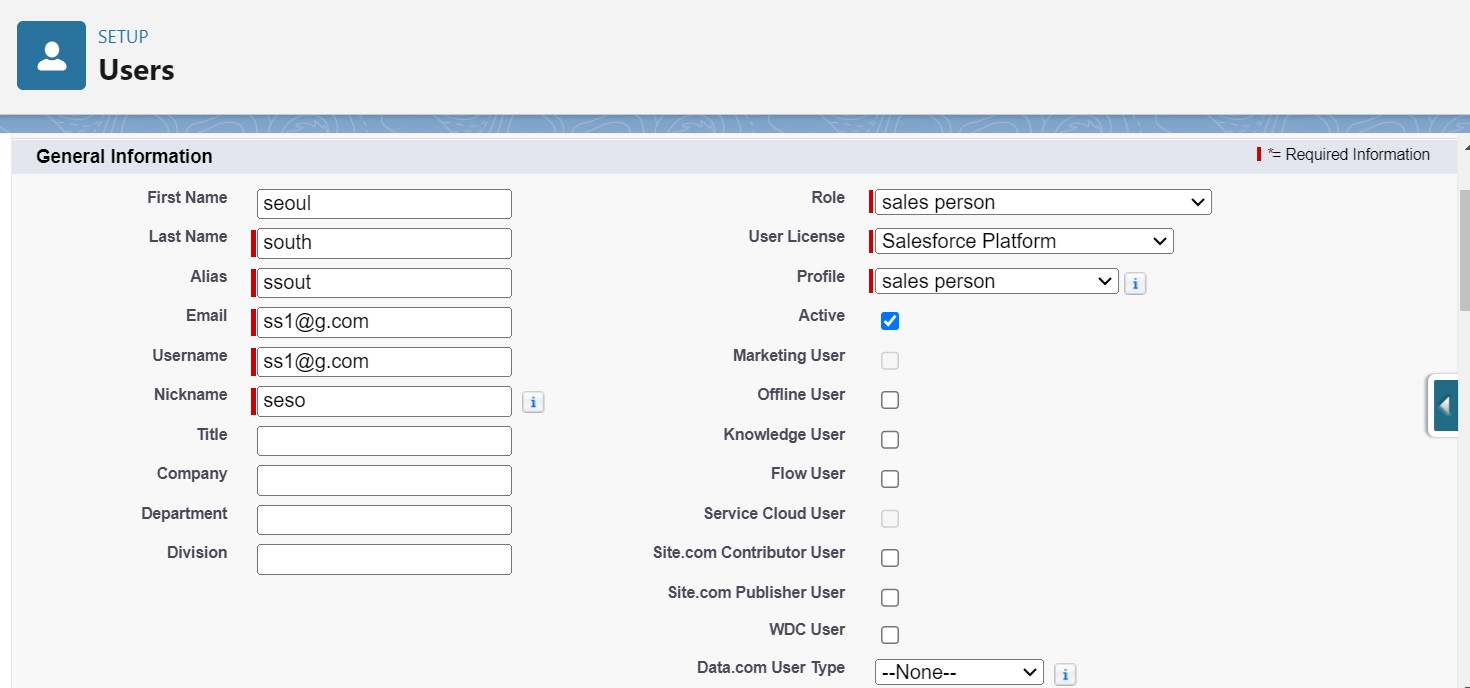 SETUP
Users
General Information
*= Required Information
First Name seoul
Role sales person
Last Name south
User License Salesforce Platform
Alias ssout
Profile sales person i
Email ss1@g.com
Active
Username ss1@g.com
Marketing User
Nickname seso i
Offline User
Title
Knowledge User
Company
Flow User
Department
Service Cloud User
Division
Site.com Contributor User
Site.com Publisher User
WDC User
Data.com User Type --None-- i